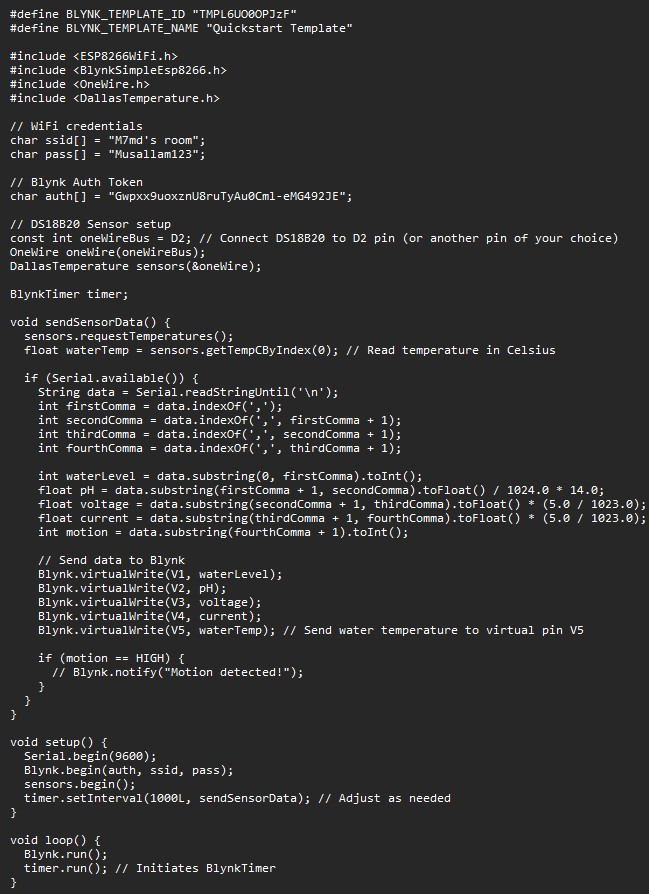 #define BLYNK_TEMPLATE_ID "TMPL6UO0OPJzF"
#define BLYNK_TEMPLATE_NAME "Quickstart Template"
#include <ESP8266WiFi.h>
#include <BlynkSimpleEsp8266.h>
#include <OneWire.h>
#include <DallasTemperature.h>
// WiFi credentials
char ssid[] = "M7md's room";
char pass[] = "Musallam123";
// Blynk Auth Token
char auth[] = "Gwpxx9uoxznU8ruTyAu0Cml-eMG492JE";
// DS18B20 Sensor setup
const int oneWireBus = D2; // Connect DS18B20 to D2 pin (or another pin of your choice)
OneWire oneWire(oneWireBus);
DallasTemperature sensors(&oneWire);
BlynkTimer timer;
void sendSensorData() {
  sensors.requestTemperatures();
  float waterTemp = sensors.getTempCByIndex(0); // Read temperature in Celsius
  if (Serial.available()) {
    String data = Serial.readStringUntil('\n');
    int firstComma = data.indexOf(',');
    int secondComma = data.indexOf(',', firstComma + 1);
    int thirdComma = data.indexOf(',', secondComma + 1);
    int fourthComma = data.indexOf(',', thirdComma + 1);
    int waterLevel = data.substring(0, firstComma).toInt();
    float pH = data.substring(firstComma + 1, secondComma).toFloat() / 1024.0 * 14.0;
    float voltage = data.substring(secondComma + 1, thirdComma).toFloat() * (5.0 / 1023.0);
    float current = data.substring(thirdComma + 1, fourthComma).toFloat() * (5.0 / 1023.0);
    int motion = data.substring(fourthComma + 1).toInt();
    // Send data to Blynk
    Blynk.virtualWrite(V1, waterLevel);
    Blynk.virtualWrite(V2, pH);
    Blynk.virtualWrite(V3, voltage);
    Blynk.virtualWrite(V4, current);
    Blynk.virtualWrite(V5, waterTemp); // Send water temperature to virtual pin V5
    if (motion == HIGH) {
      // Blynk.notify("Motion detected!");
    }
  }
}
void setup() {
  Serial.begin(9600);
  Blynk.begin(auth, ssid, pass);
  sensors.begin();
  timer.setInterval(1000L, sendSensorData); // Adjust as needed
}
void loop() {
  Blynk.run();
  timer.run(); // Initiates BlynkTimer
}